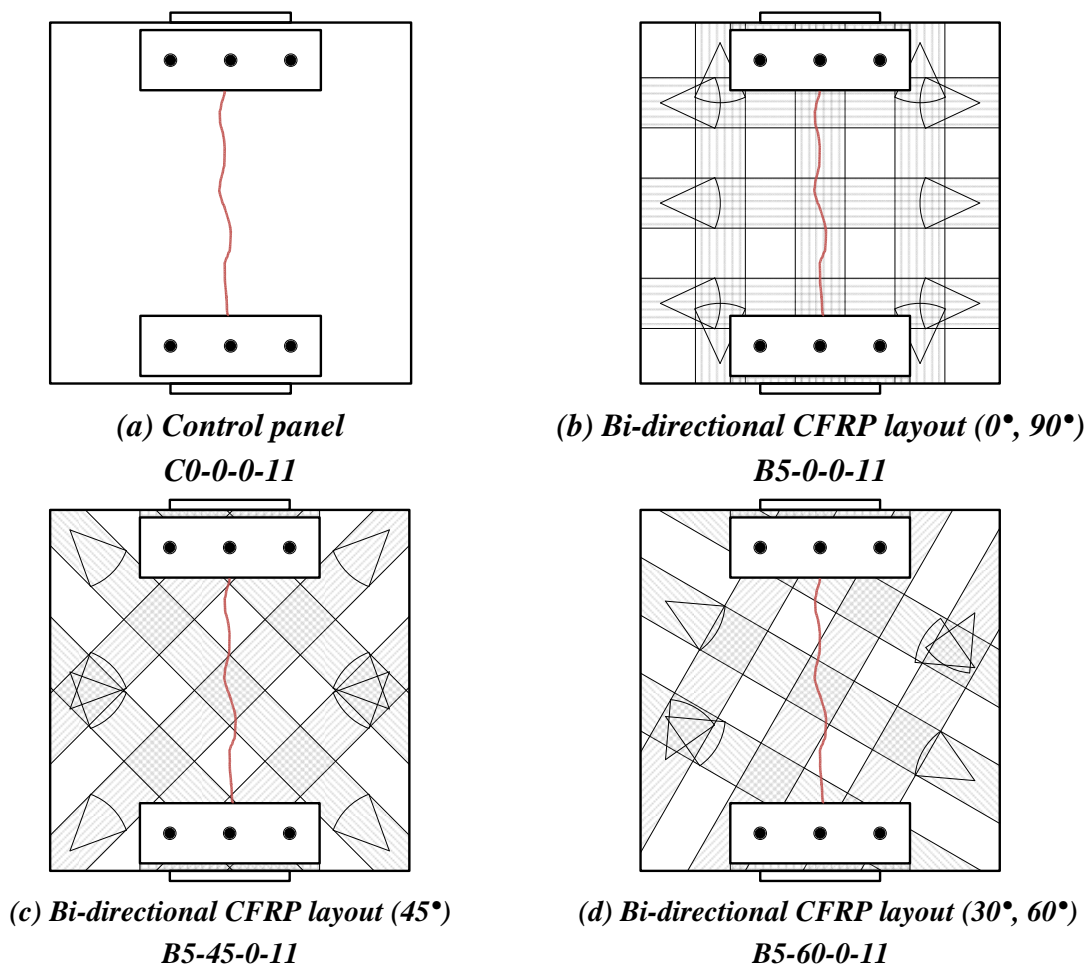 (a) Control panel
C0-0-0-11
(b) Bi-directional CFRP layout (0•, 90•)
B5-0-0-11
(c) Bi-directional CFRP layout (45•)
B5-45-0-11
(d) Bi-directional CFRP layout (30•, 60•)
B5-60-0-11